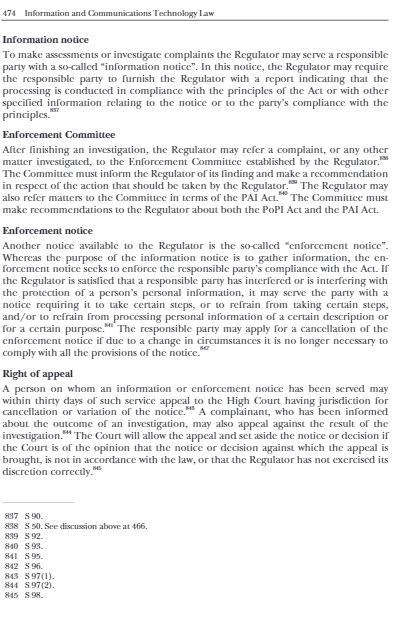 474 Information and Communications Technology Law
Information notice
To make assessments or investigate complaints the Regulator may serve a responsible
party with a so-called “information notice”. In this notice, the Regulator may require
the responsible party to furnish the Regulator with a report indicating that the
processing is conducted in compliance with the principles of the Act or with other
specified information relating to the notice or to the party’s compliance with the
principles.837
Enforcement Committee
After finishing an investigation, the Regulator may refer a complaint, or any other
matter investigated, to the Enforcement Committee established by the Regulator.838
The Committee must inform the Regulator of its finding and make a recommendation
in respect of the action that should be taken by the Regulator.839 The Regulator may
also refer matters to the Committee in terms of the PAI Act.840 The Committee must
make recommendations to the Regulator about both the PoPI Act and the PAI Act.
Enforcement notice
Another notice available to the Regulator is the so-called “enforcement notice”.
Whereas the purpose of the information notice is to gather information, the en-
forcement notice seeks to enforce the responsible party’s compliance with the Act. If
the Regulator is satisfied that a responsible party has interfered or is interfering with
the protection of a person’s personal information, it may serve the party with a
notice requiring it to take certain steps, or to refrain from taking certain steps,
and/or to refrain from processing personal information of a certain description or
for a certain purpose.841 The responsible party may apply for a cancellation of the
enforcement notice if due to a change in circumstances it is no longer necessary to
comply with all the provisions of the notice.842
Right of appeal
A person on whom an information or enforcement notice has been served may
within thirty days of such service appeal to the High Court having jurisdiction for
cancellation or variation of the notice.843 A complainant, who has been informed
about the outcome of an investigation, may also appeal against the result of the
investigation.844 The Court will allow the appeal and set aside the notice or decision if
the Court is of the opinion that the notice or decision against which the appeal is
brought, is not in accordance with the law, or that the Regulator has not exercised its
discretion correctly.845
837 S 90.
838 S 50. See discussion above at 466.
839 S 92.
840 S 93.
841 S 95.
842 S 96.
843 S 97(1).
844 S 97(2).
845 S 98.